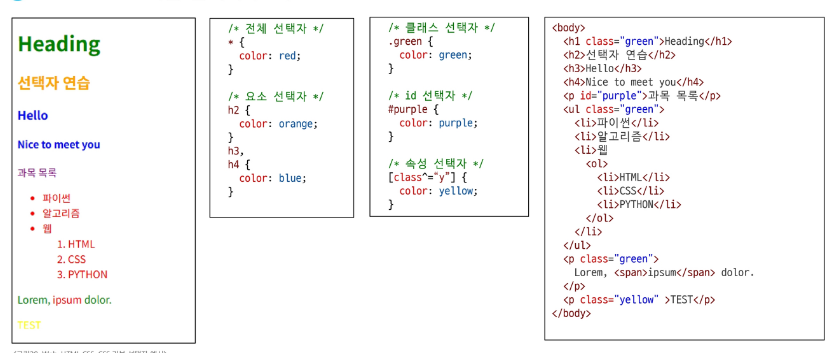 Heading
선택자 연습
Hello
Nice to meet you
과목 목록
파이썬
알고리즘
웹
1. HTML
2. CSS
3. PYTHON
Lorem, ipsum dolor.
TEST
/* 전체 선택자 */
* {
color: red;
}
/* 요소 선택자 */
h2 {
color: orange;
}
h3,
h4 {
color: blue;
}
/* 클래스 선택자 */
.green {
color: green;
}
/* id 선택자 */
#purple {
color: purple;
}
/* 속성 선택자 */
[class^="y"] {
color: yellow;
}
<body>
<h1 class="green">Heading</h1>
<h2>선택자 연습</h2>
<h3>Hello</h3>
<h4>Nice to meet you</h4>
<p id="purple">과목 목록</p>
<ul class="green">
<li>파이썬</li>
<li>알고리즘</li>
<li>웹
<ol>
<li>HTML</li>
<li>CSS</li>
<li>PYTHON</li>
</ol>
</li>
</ul>
<p class="green">
Lorem, <span>ipsum</span> dolor.
</p>
<p class="yellow" >TEST</p>
</body>